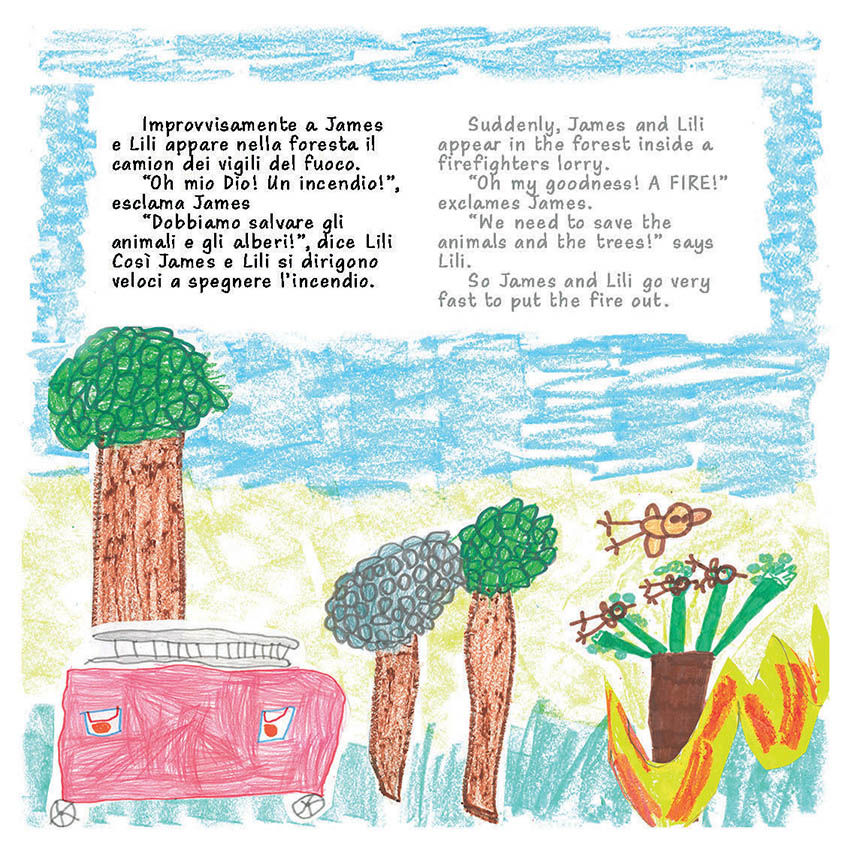 Improvvisamente a James
e Lili appare nella foresta il
camion dei vigili del fuoco.
"Oh mio Dio! Un incendio!",
esclama James
"Dobbiamo salvare gli
animali e gli alberi!", dice Lili
Così James e Lili si dirigono
veloci a spegnere l'incendio.
Suddenly, James and Lili
appear in the forest inside a
firefighters lorry.
"Oh my goodness! A FIRE!"
exclames James.
"We need to save the
animals and the trees!" says
Lili.
So James and Lili go very
fast to put the fire out.